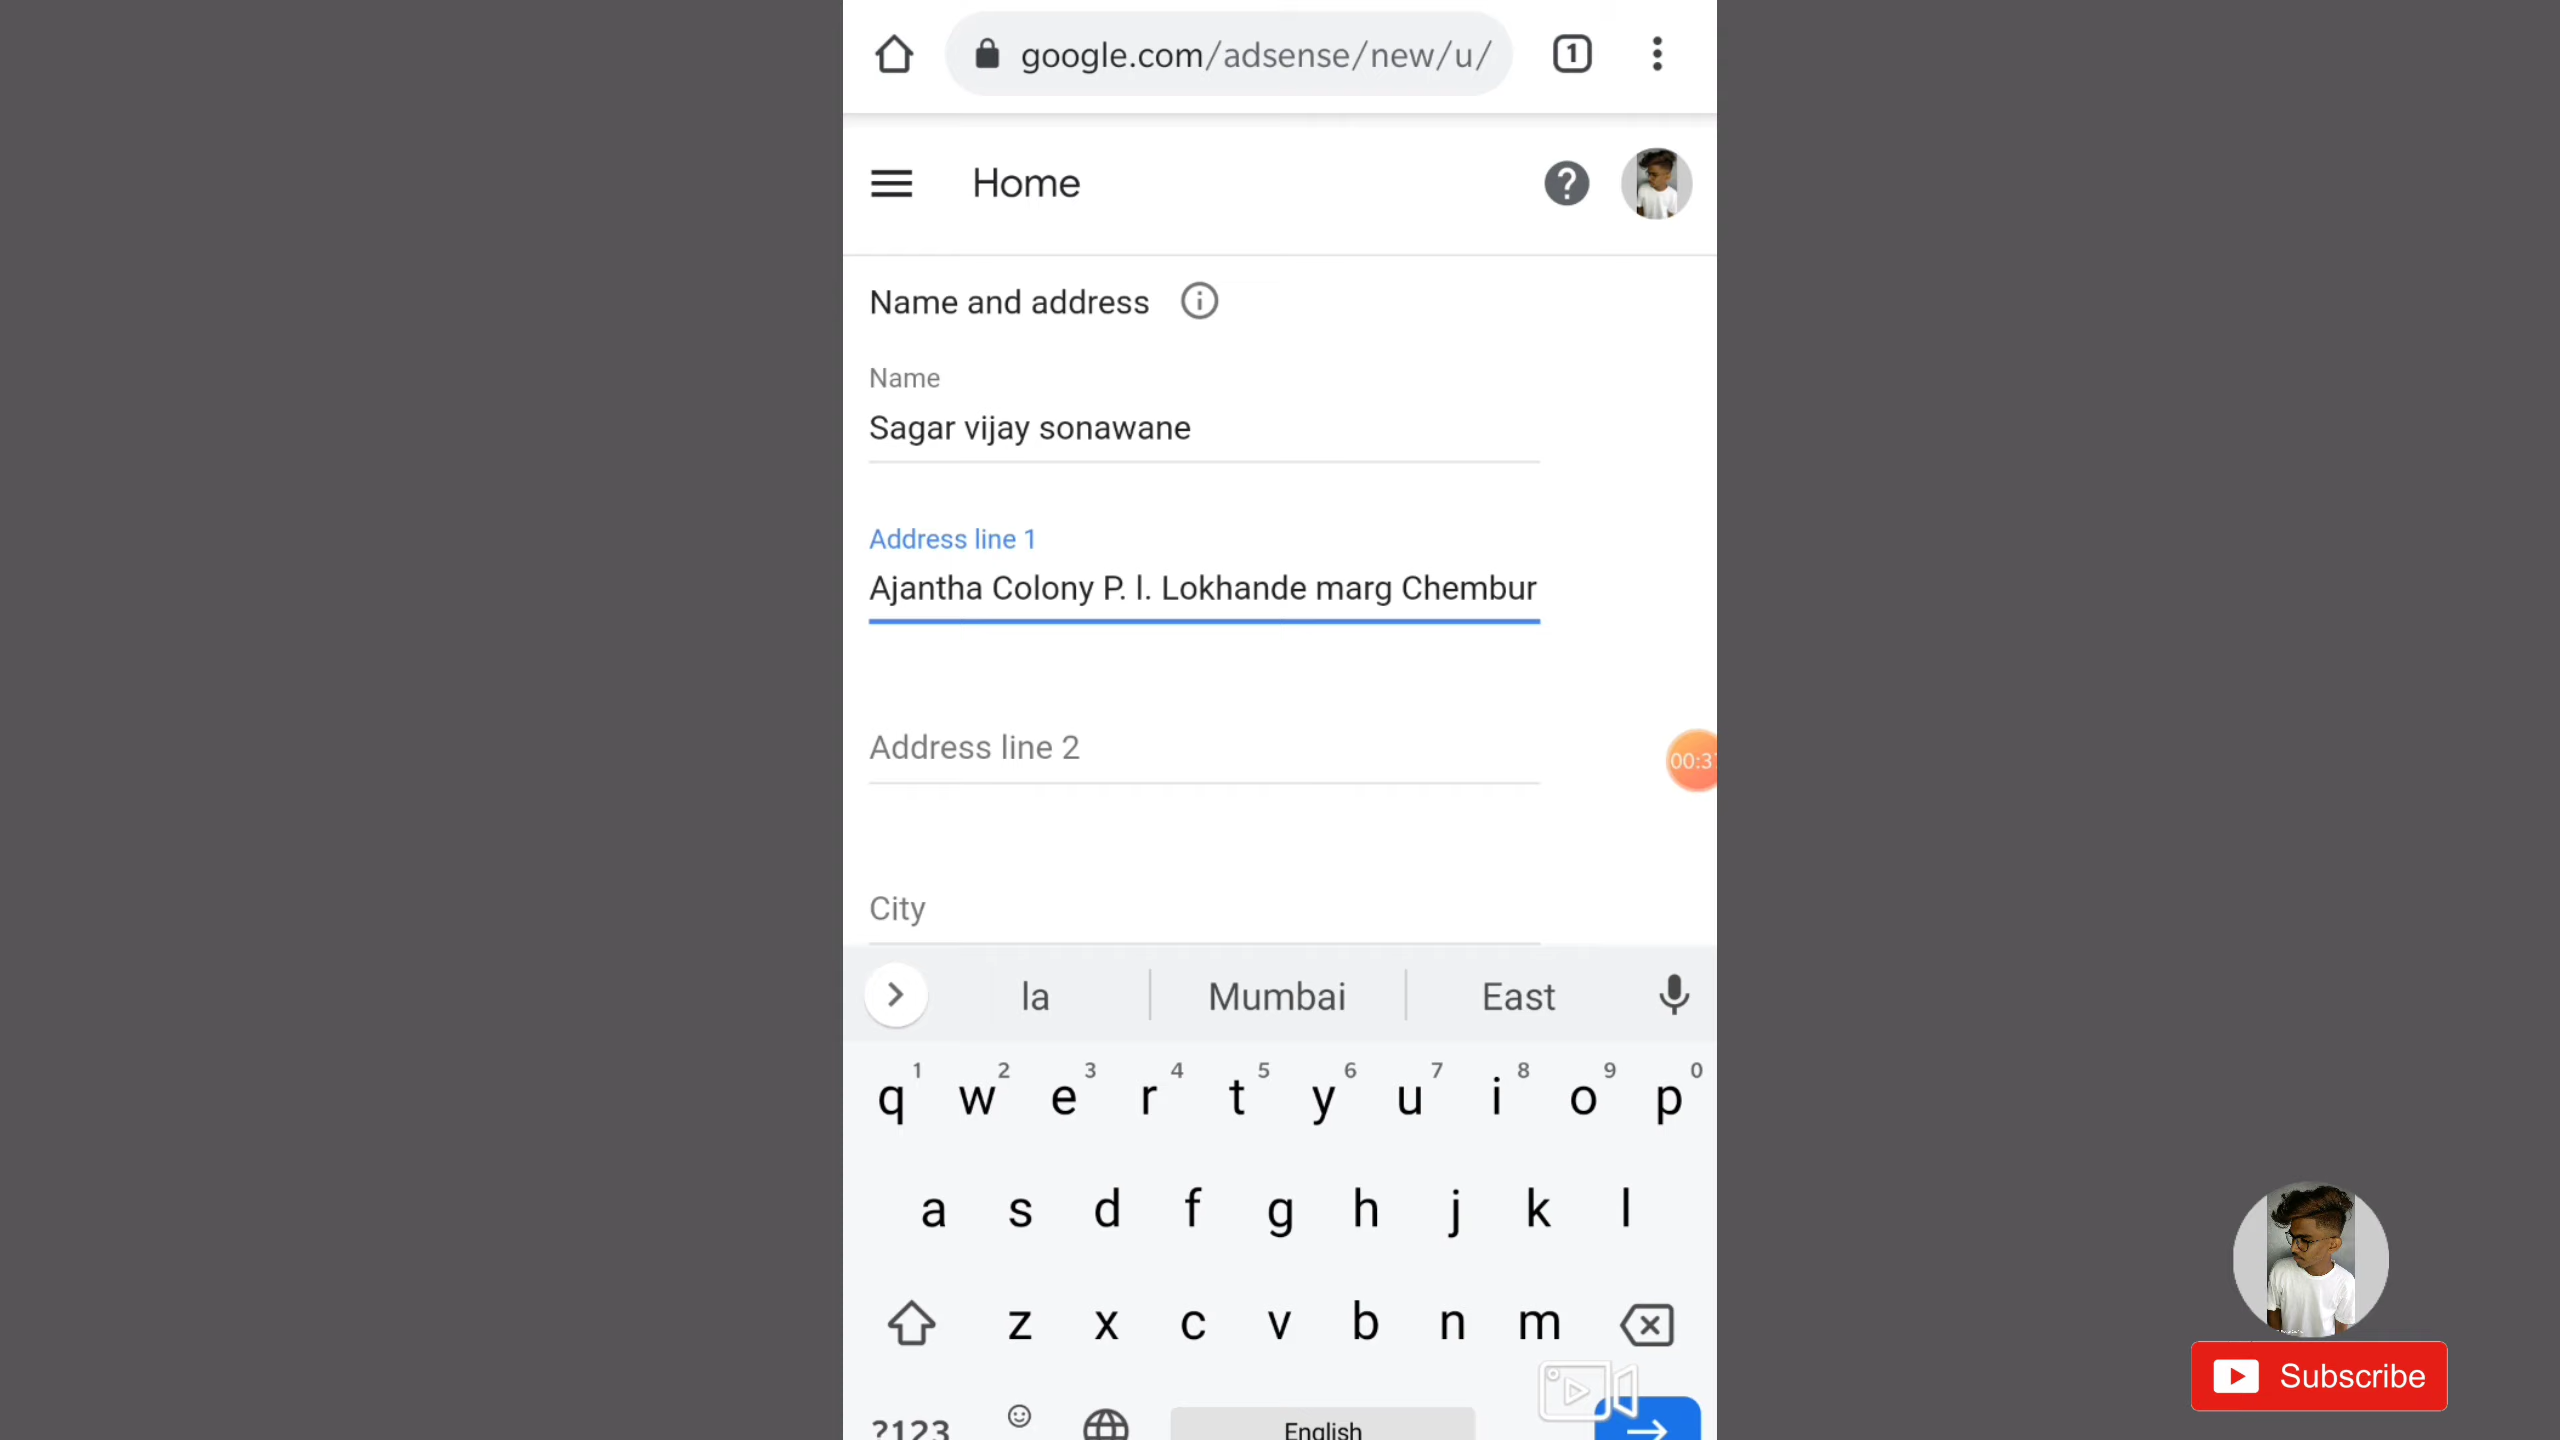 google.com/adsense/new/u/ 1
Home
Name and address
Name
Sagar vijay sonawane
Address line 1
Ajantha Colony P. l. Lokhande marg Chembur
Address line 2
00:3
City
la Mumbai East
1 2 3 4 5 6 7 8 9 0
q w e r t y u i o p
a s d f g h j k l
z x c v b n m
?123 English
Subscribe